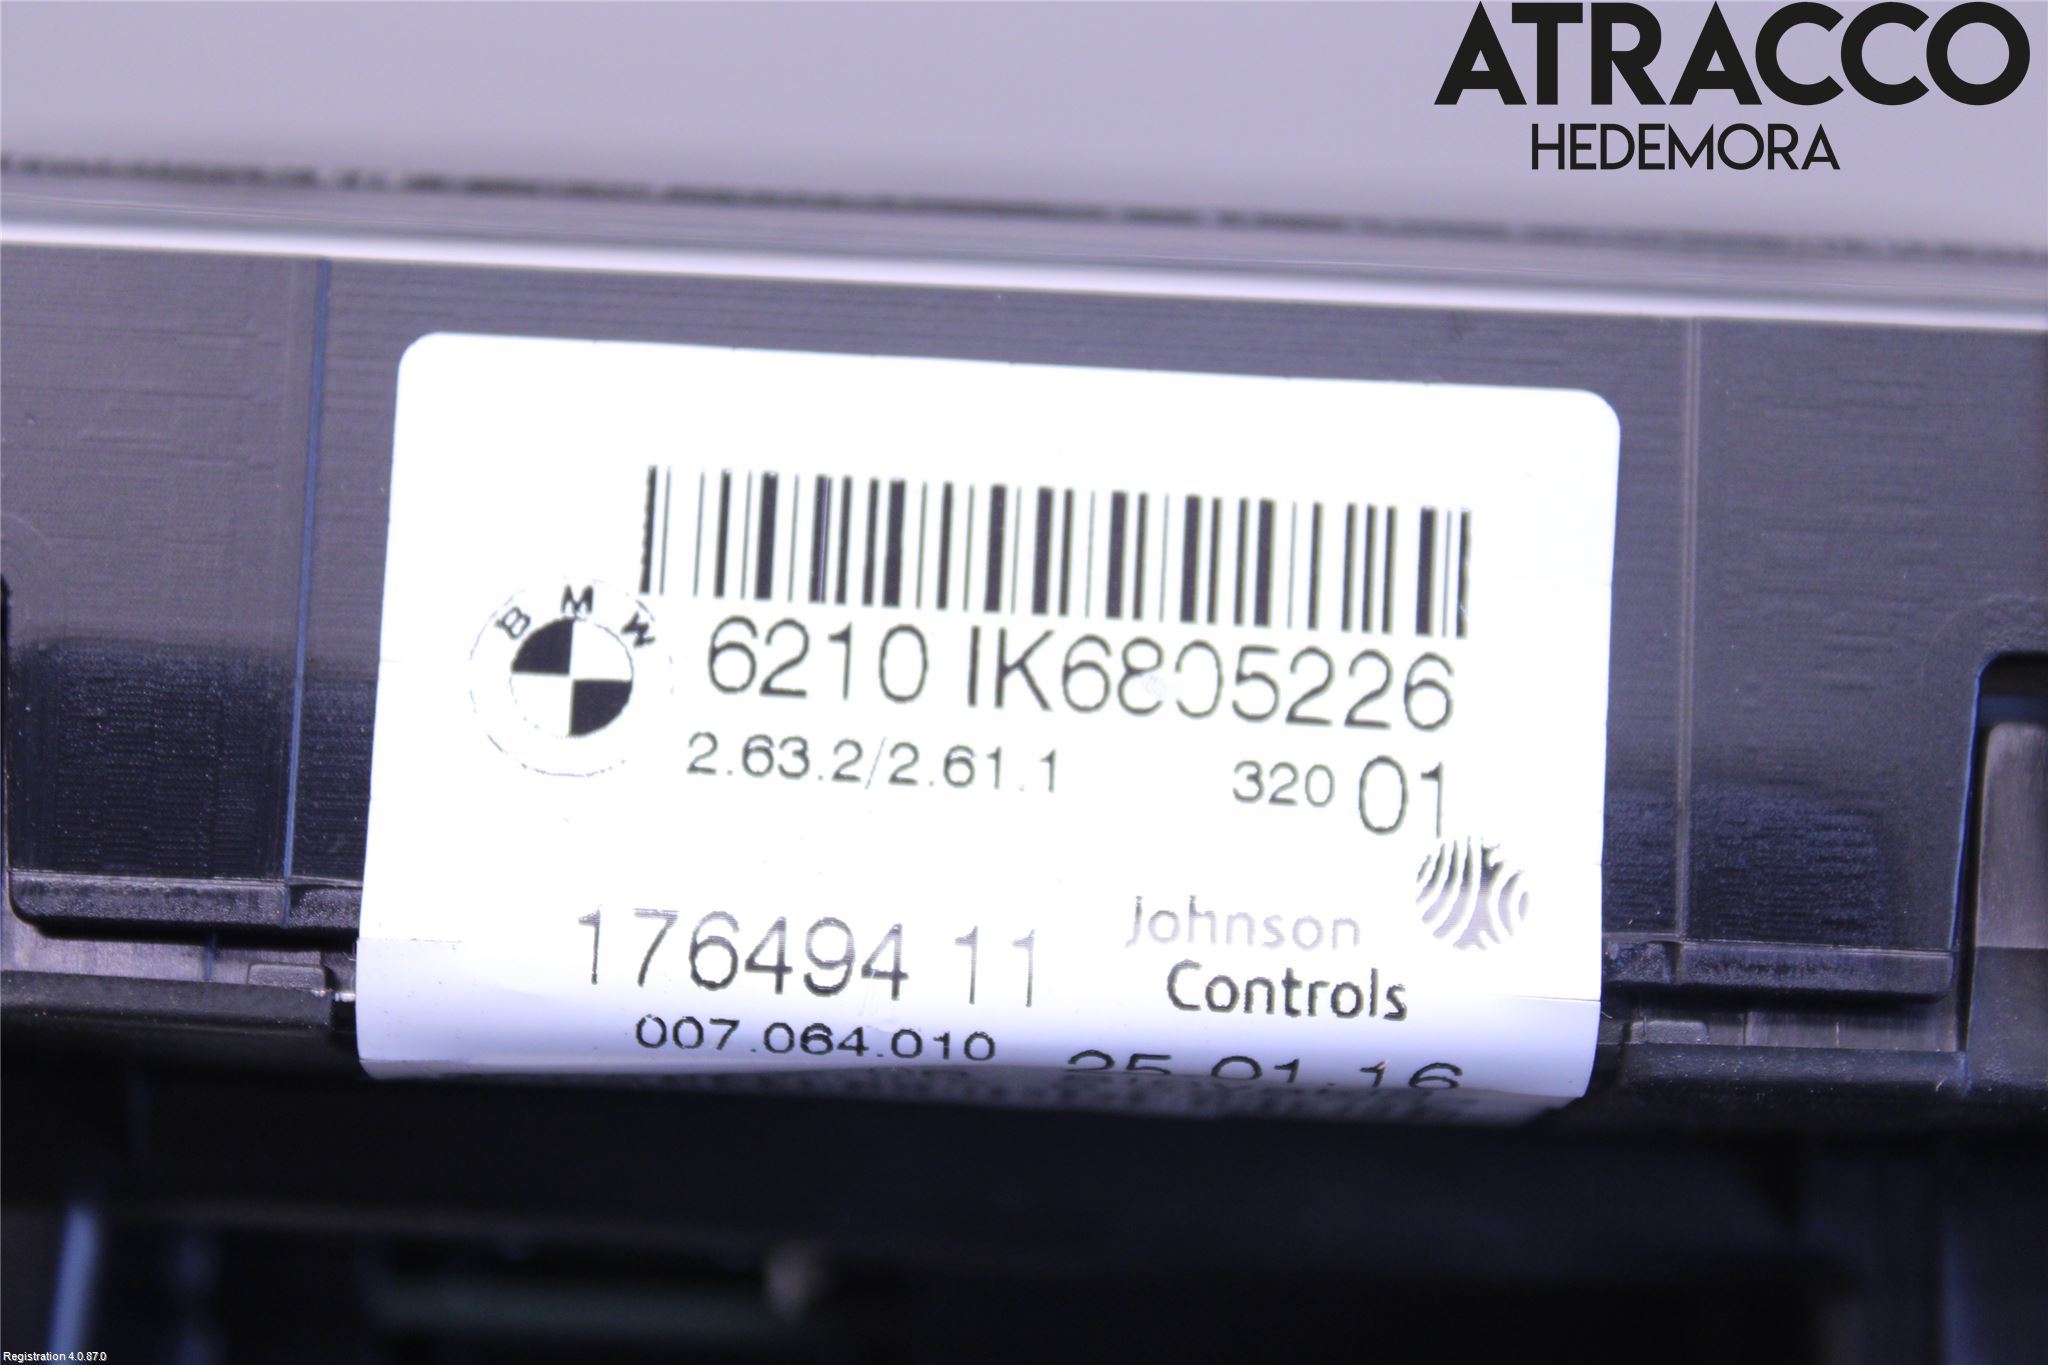 ATRACCO
HEDEMORA
BMW
6210 IK6805226
2.63.2/2.61.1 320 01
176494 11 Johnson
Controls
007.064.010 25.01.16
Registration 4.0.87.0